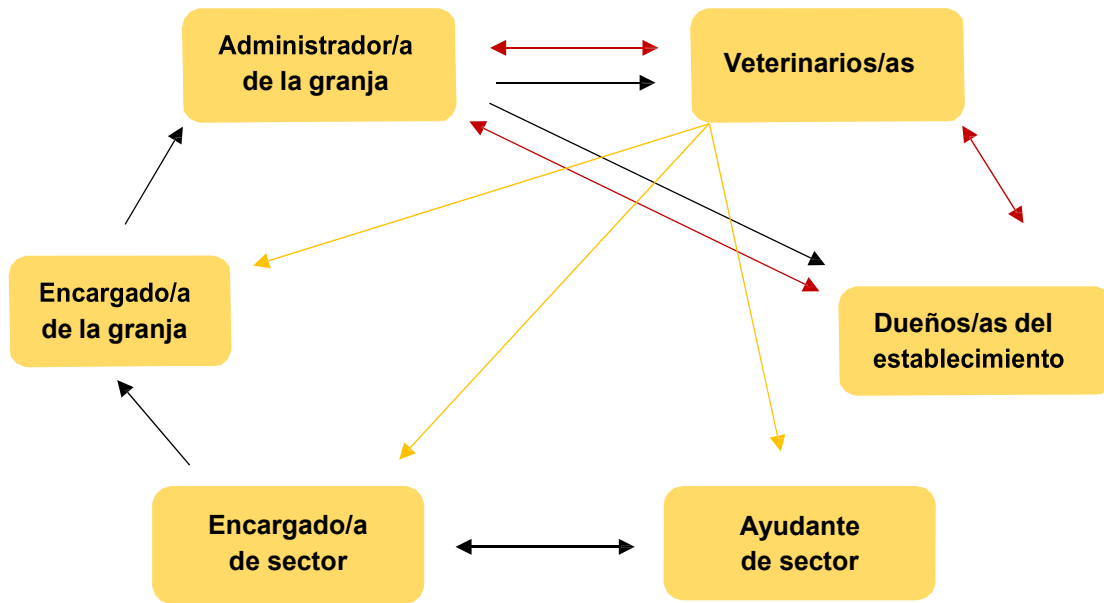 Administrador/a
de la granja
Veterinarios/as
Encargado/a
de la granja
Dueños/as del
establecimiento
Encargado/a
de sector
Ayudante
de sector